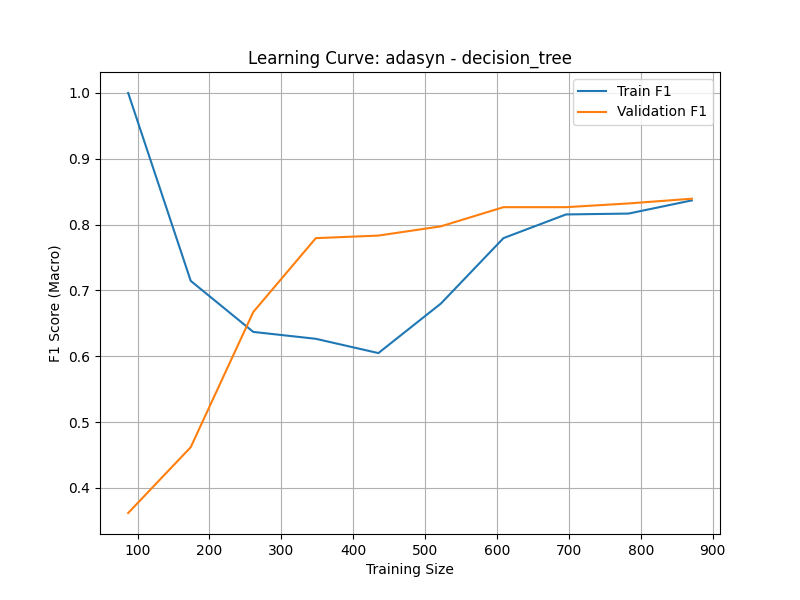 Learning Curve: adasyn - decision_tree
Train F1
Validation F1
F1 Score (Macro)
1.0
0.9
0.8
0.7
0.6
0.5
0.4
100 200 300 400 500 600 700 800 900
Training Size